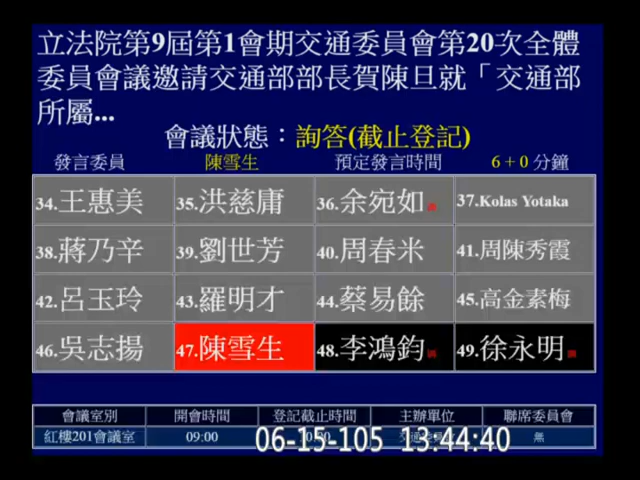 立法院第9屆第1會期交通委員會第20次全體
委員會議邀請交通部部長賀陳旦就「交通部
所屬...
會議狀態：詢答(截止登記)
發言委員 陳雪生 預定發言時間 6+0 分鐘
34.王惠美 35.洪慈庸 36.余宛如 37.Kolas Yotaka
38.蔣乃辛 39.劉世芳 40.周春米 41.周陳秀霞
42.呂玉玲 43.羅明才 44.蔡易餘 45.高金素梅
46.吳志揚 47.陳雪生 48.李鴻鈞 49.徐永明
會議室別 開會時間 登記截止時間 主辦單位 聯席委員會
紅樓201會議室 09:00 無
06-15-105 13:44:40